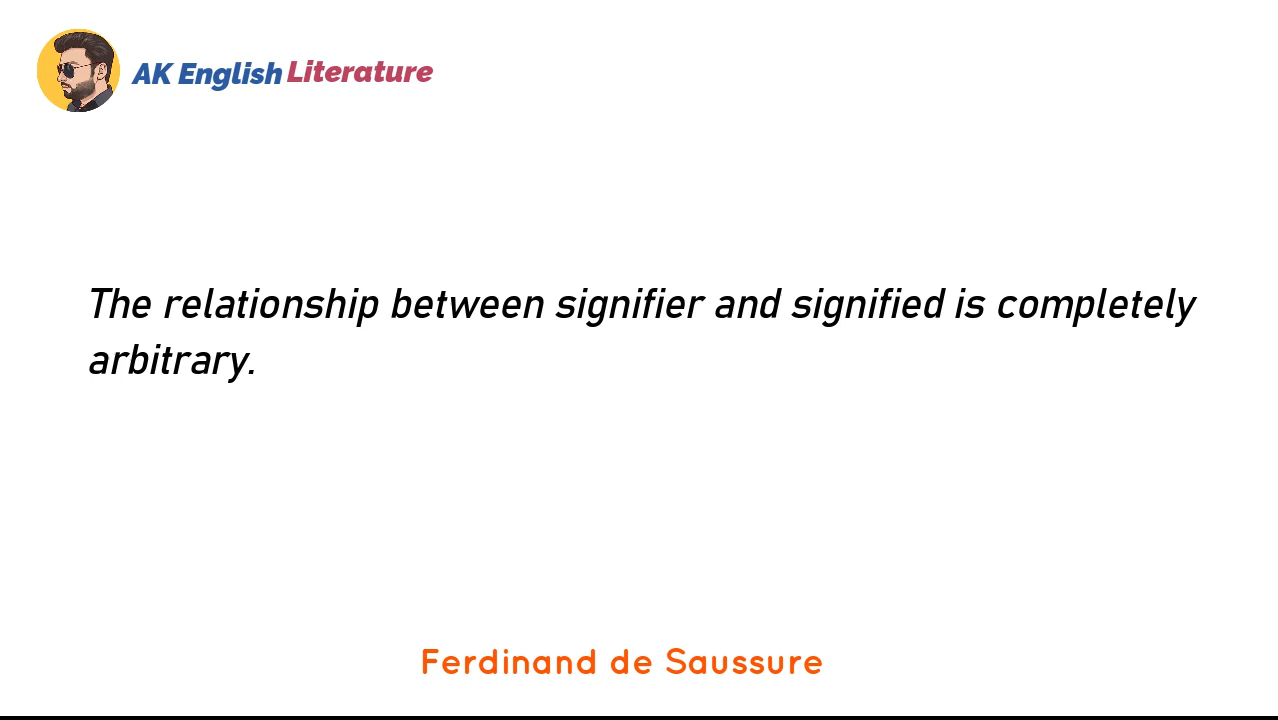 AK English Literature
The relationship between signifier and signified is completely
arbitrary.
Ferdinand de Saussure